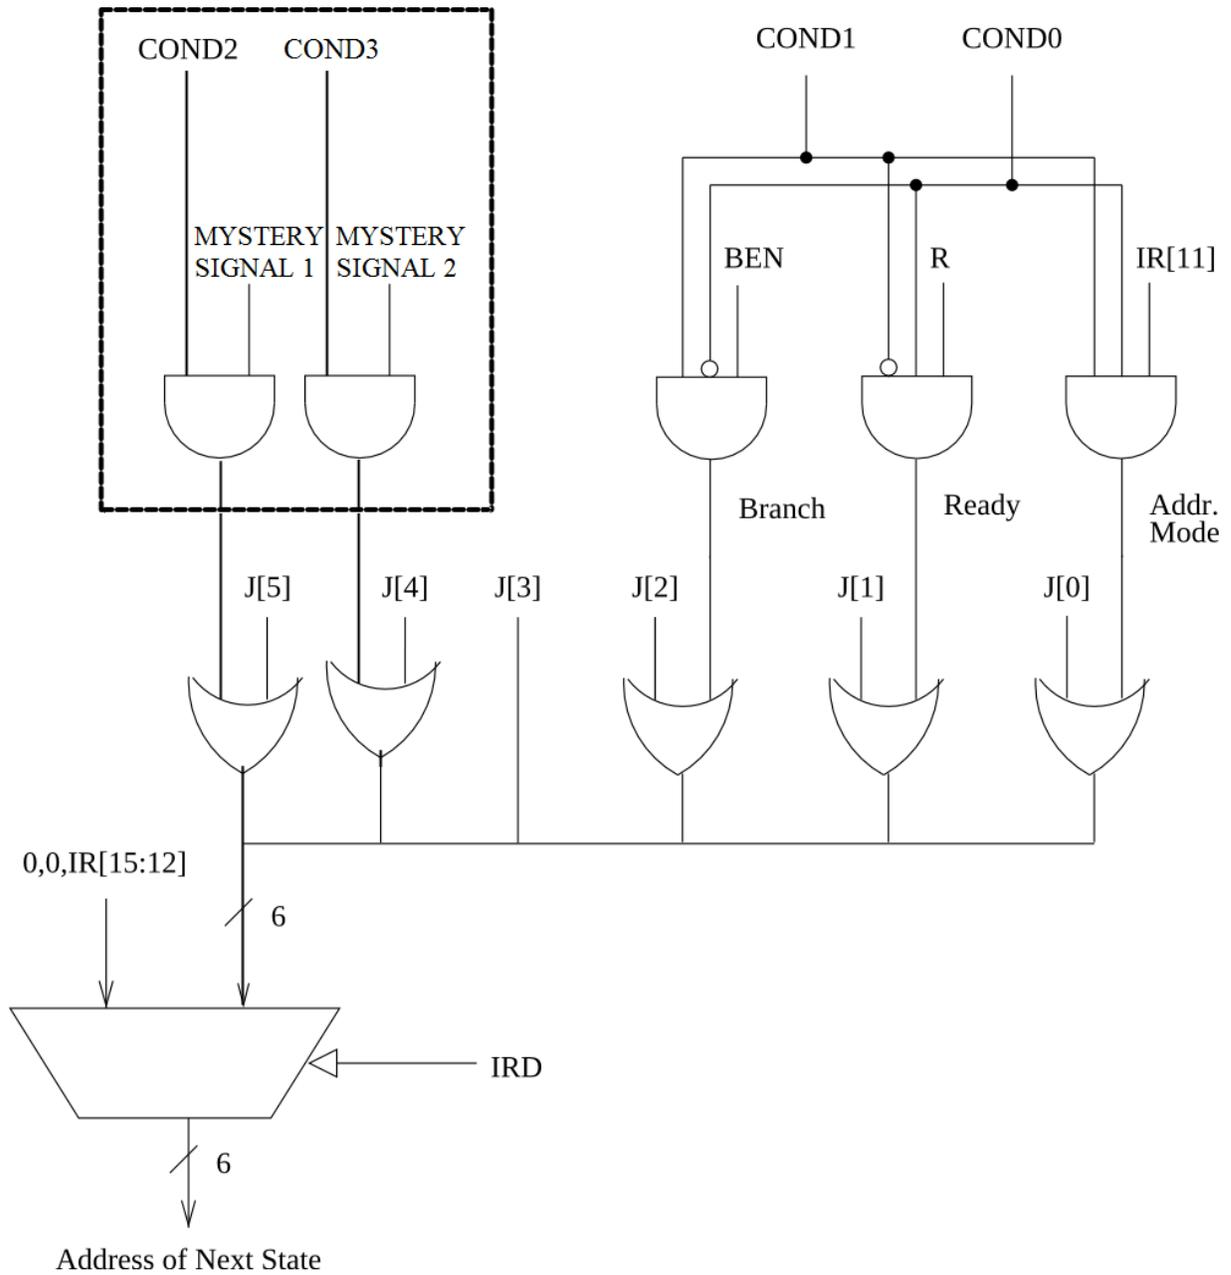 COND2 COND3 COND1 COND0
MYSTERY
SIGNAL 1
MYSTERY
SIGNAL 2
BEN R IR[11]
Branch Ready Addr.
Mode
J[5] J[4] J[3] J[2] J[1] J[0]
0,0,IR[15:12]
6
IRD
6
Address of Next State